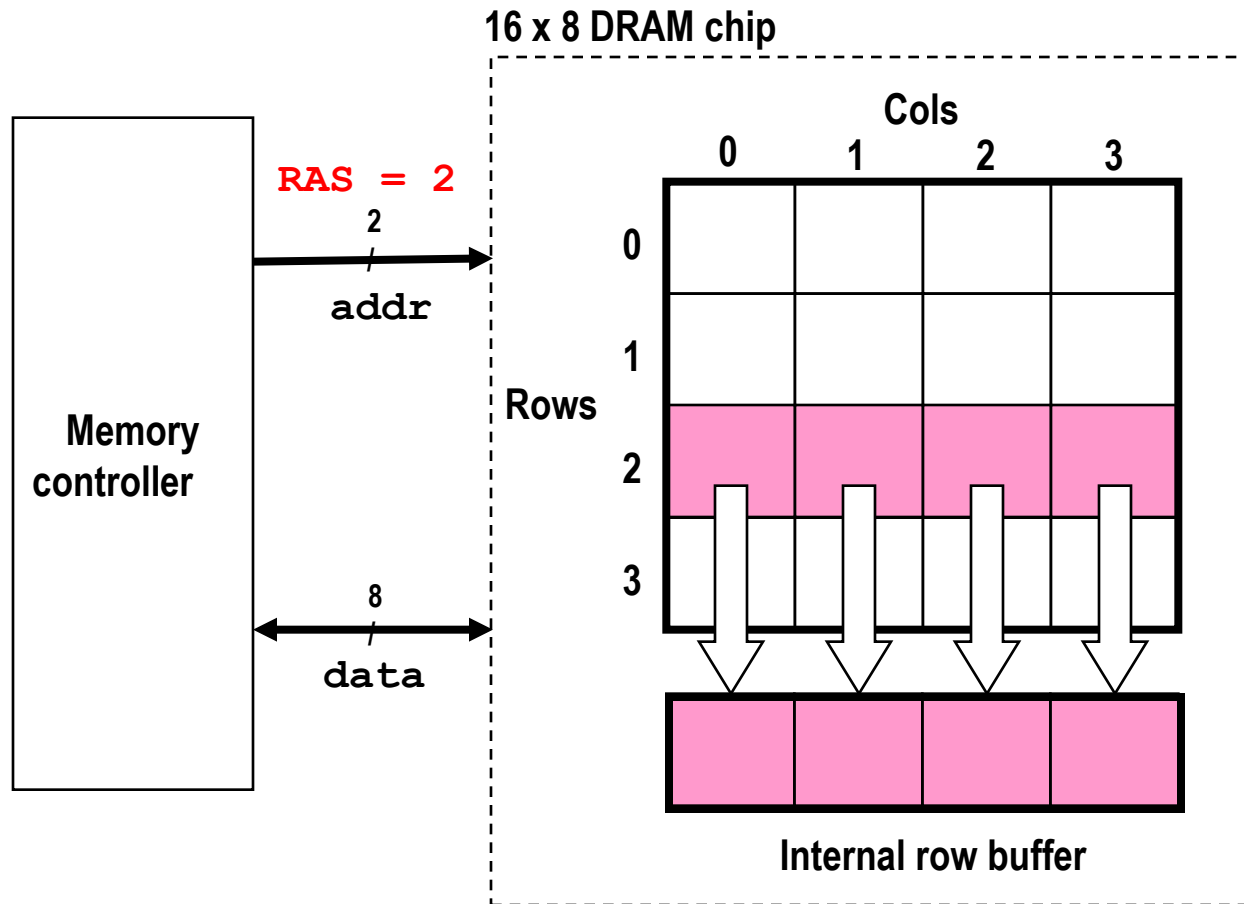 16 x 8 DRAM chip
Cols
0 1 2 3
RAS = 2
2
addr
0
1
Rows
2
3
Memory
controller
8
data
Internal row buffer